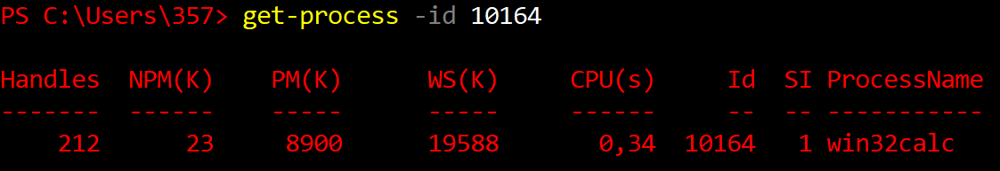 PS C:\Users\357> get-process -id 10164
Handles NPM(K) PM(K) WS(K) CPU(s) Id SI ProcessName
------- ------ ----- ----- ------ -- -- -----------
212 23 8900 19588 0,34 10164 1 win32calc